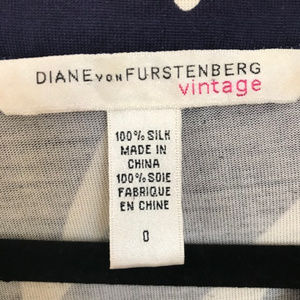 DIANE VON FURSTENBERG
vintage
100% SILK
MADE IN
CHINA
100% SOIE
FABRIQUE
EN CHINE
0